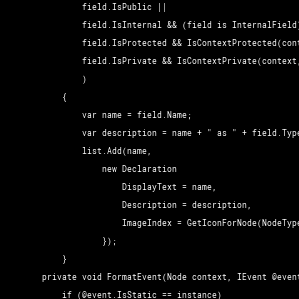 field.IsPublic ||
field.IsInternal && (field is InternalField
field.IsProtected && IsContextProtected(cont
field.IsPrivate && IsContextPrivate(context,
)
{
var name = field.Name;
var description = name + " as " + field.Type
list.Add(name,
new Declaration
DisplayText = name,
Description = description,
ImageIndex = GetIconForNode(NodeType
});
}
private void FormatEvent(Node context, IEvent @event
if (@event.IsStatic == instance)